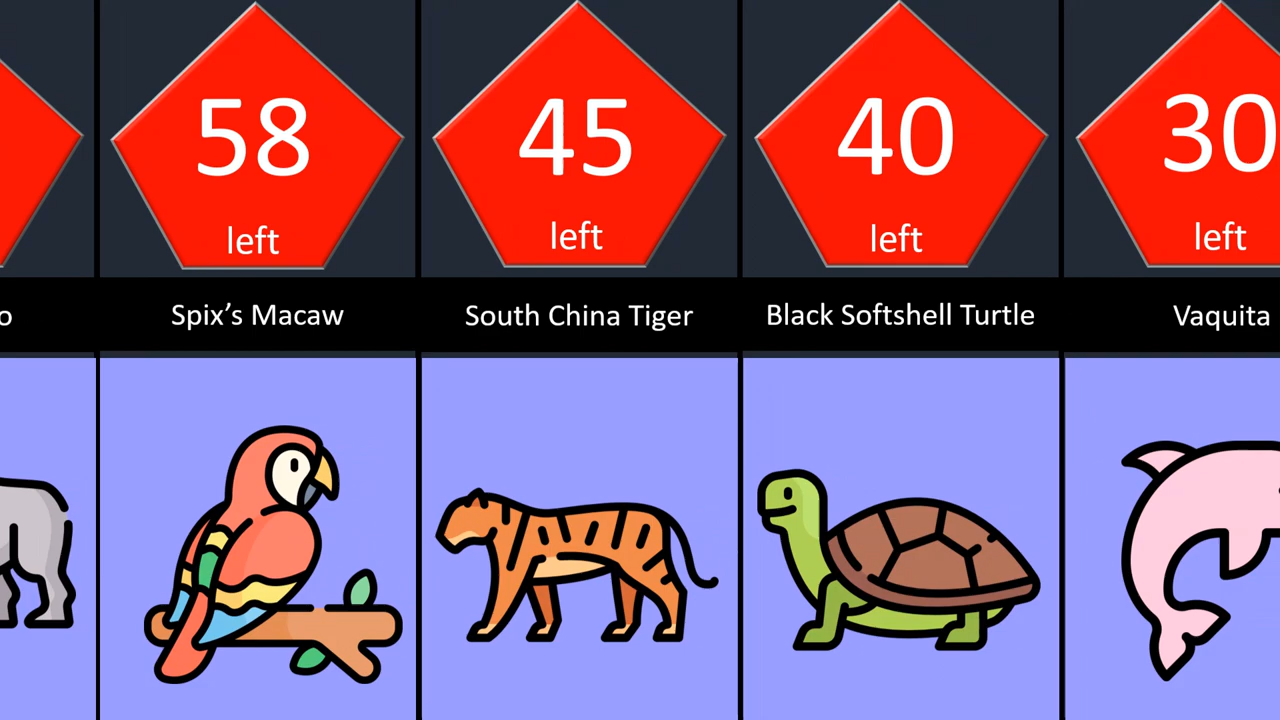 58
left
45
left
40
left
30
left
o
Spix’s Macaw
South China Tiger
Black Softshell Turtle
Vaquita